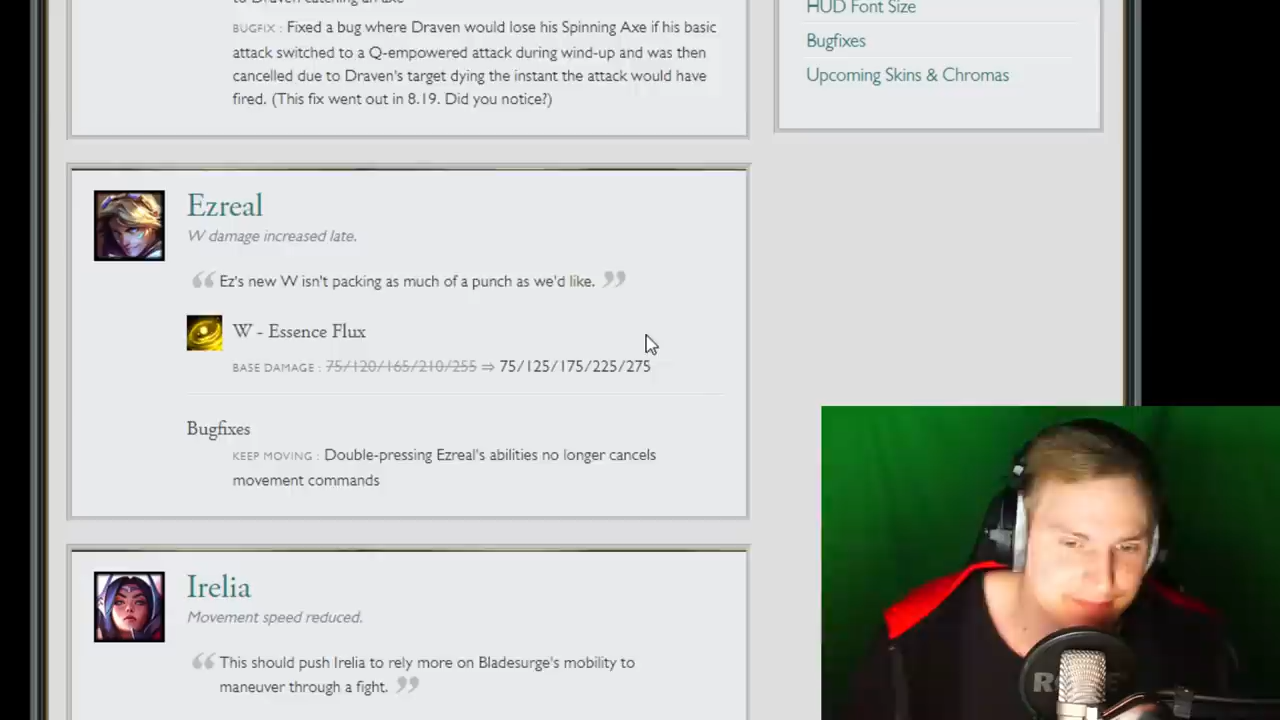 BUGFIX : Fixed a bug where Draven would lose his Spinning Axe if his basic
attack switched to a Q-empowered attack during wind-up and was then
cancelled due to Draven's target dying the instant the attack would have
fired. (This fix went out in 8.19. Did you notice?)
HUD Font Size
Bugfixes
Upcoming Skins & Chromas
Ezreal
W damage increased late.
“ Ez's new W isn't packing as much of a punch as we'd like. ”
W - Essence Flux
BASE DAMAGE : 75/120/165/210/255 ⇒ 75/125/175/225/275
Bugfixes
KEEP MOVING : Double-pressing Ezreal's abilities no longer cancels
movement commands
Irelia
Movement speed reduced.
“ This should push Irelia to rely more on Bladesurge's mobility to
maneuver through a fight. ”